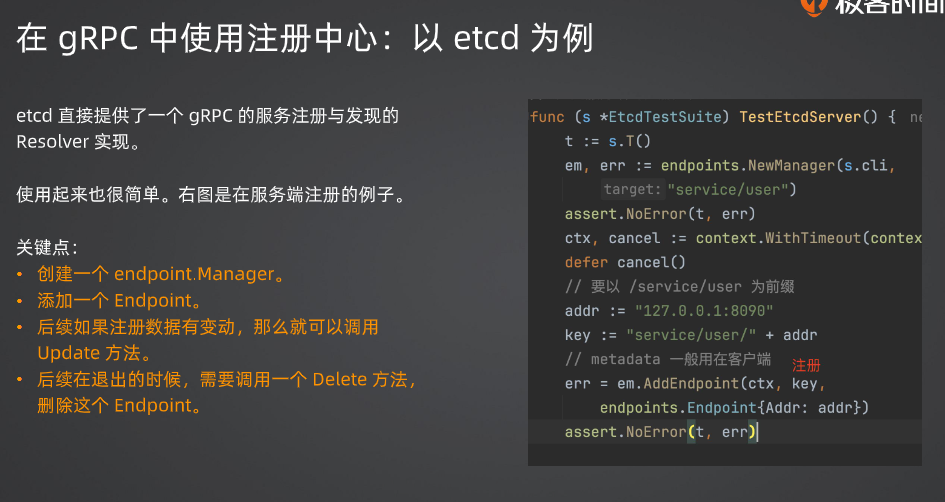 极客时间
在 gRPC 中使用注册中心：以 etcd 为例
etcd 直接提供了一个 gRPC 的服务注册与发现的
Resolver 实现。
使用起来也很简单。右图是在服务端注册的例子。
关键点：
• 创建一个 endpoint.Manager。
• 添加一个 Endpoint。
• 后续如果注册数据有变动，那么就可以调用
Update 方法。
• 后续在退出的时候，需要调用一个 Delete 方法，
删除这个 Endpoint。
func (s *EtcdTestSuite) TestEtcdServer() { ne
t := s.T()
em, err := endpoints.NewManager(s.cli,
target: "service/user")
assert.NoError(t, err)
ctx, cancel := context.WithTimeout(contex
defer cancel()
// 要以 /service/user 为前缀
addr := "127.0.0.1:8090"
key := "service/user/" + addr
// metadata 一般用在客户端
注册
err = em.AddEndpoint(ctx, key,
endpoints.Endpoint{Addr: addr})
assert.NoError(t, err)